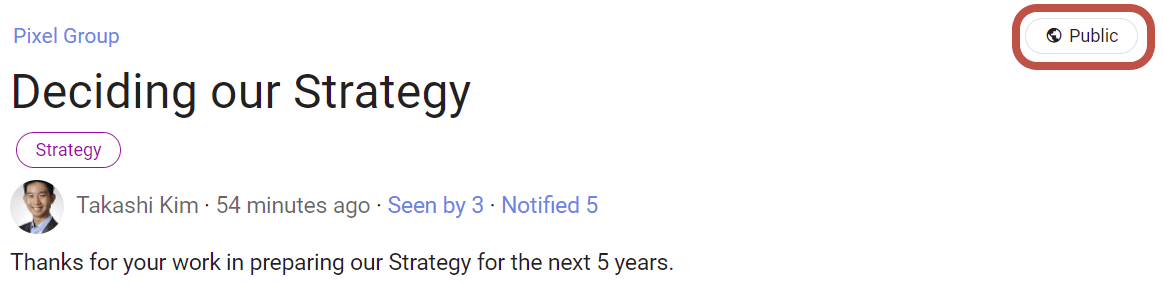 Pixel Group
Public
Deciding our Strategy
Strategy
Takashi Kim · 54 minutes ago · Seen by 3 · Notified 5
Thanks for your work in preparing our Strategy for the next 5 years.